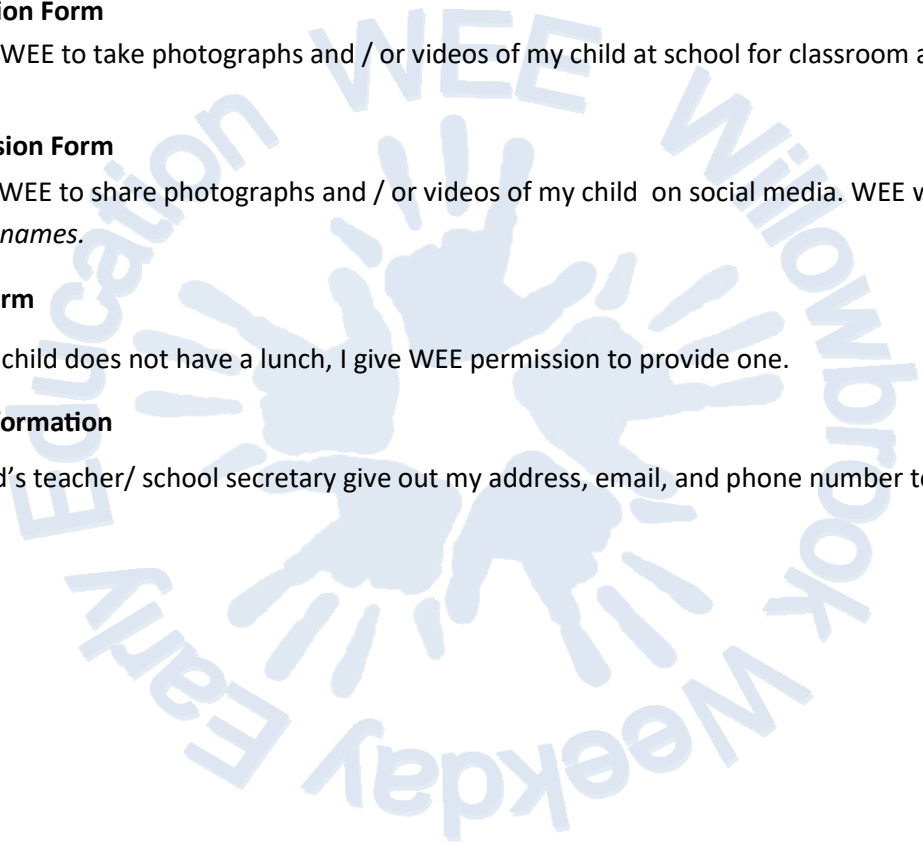 ion Form
WEE to take photographs and / or videos of my child at school for classroom a
sion Form
WEE to share photographs and / or videos of my child  on social media. WEE w
names.
rm
child does not have a lunch, I give WEE permission to provide one.
formation
d's teacher/ school secretary give out my address, email, and phone number to
WEE Willowbrook Weekday Early Education